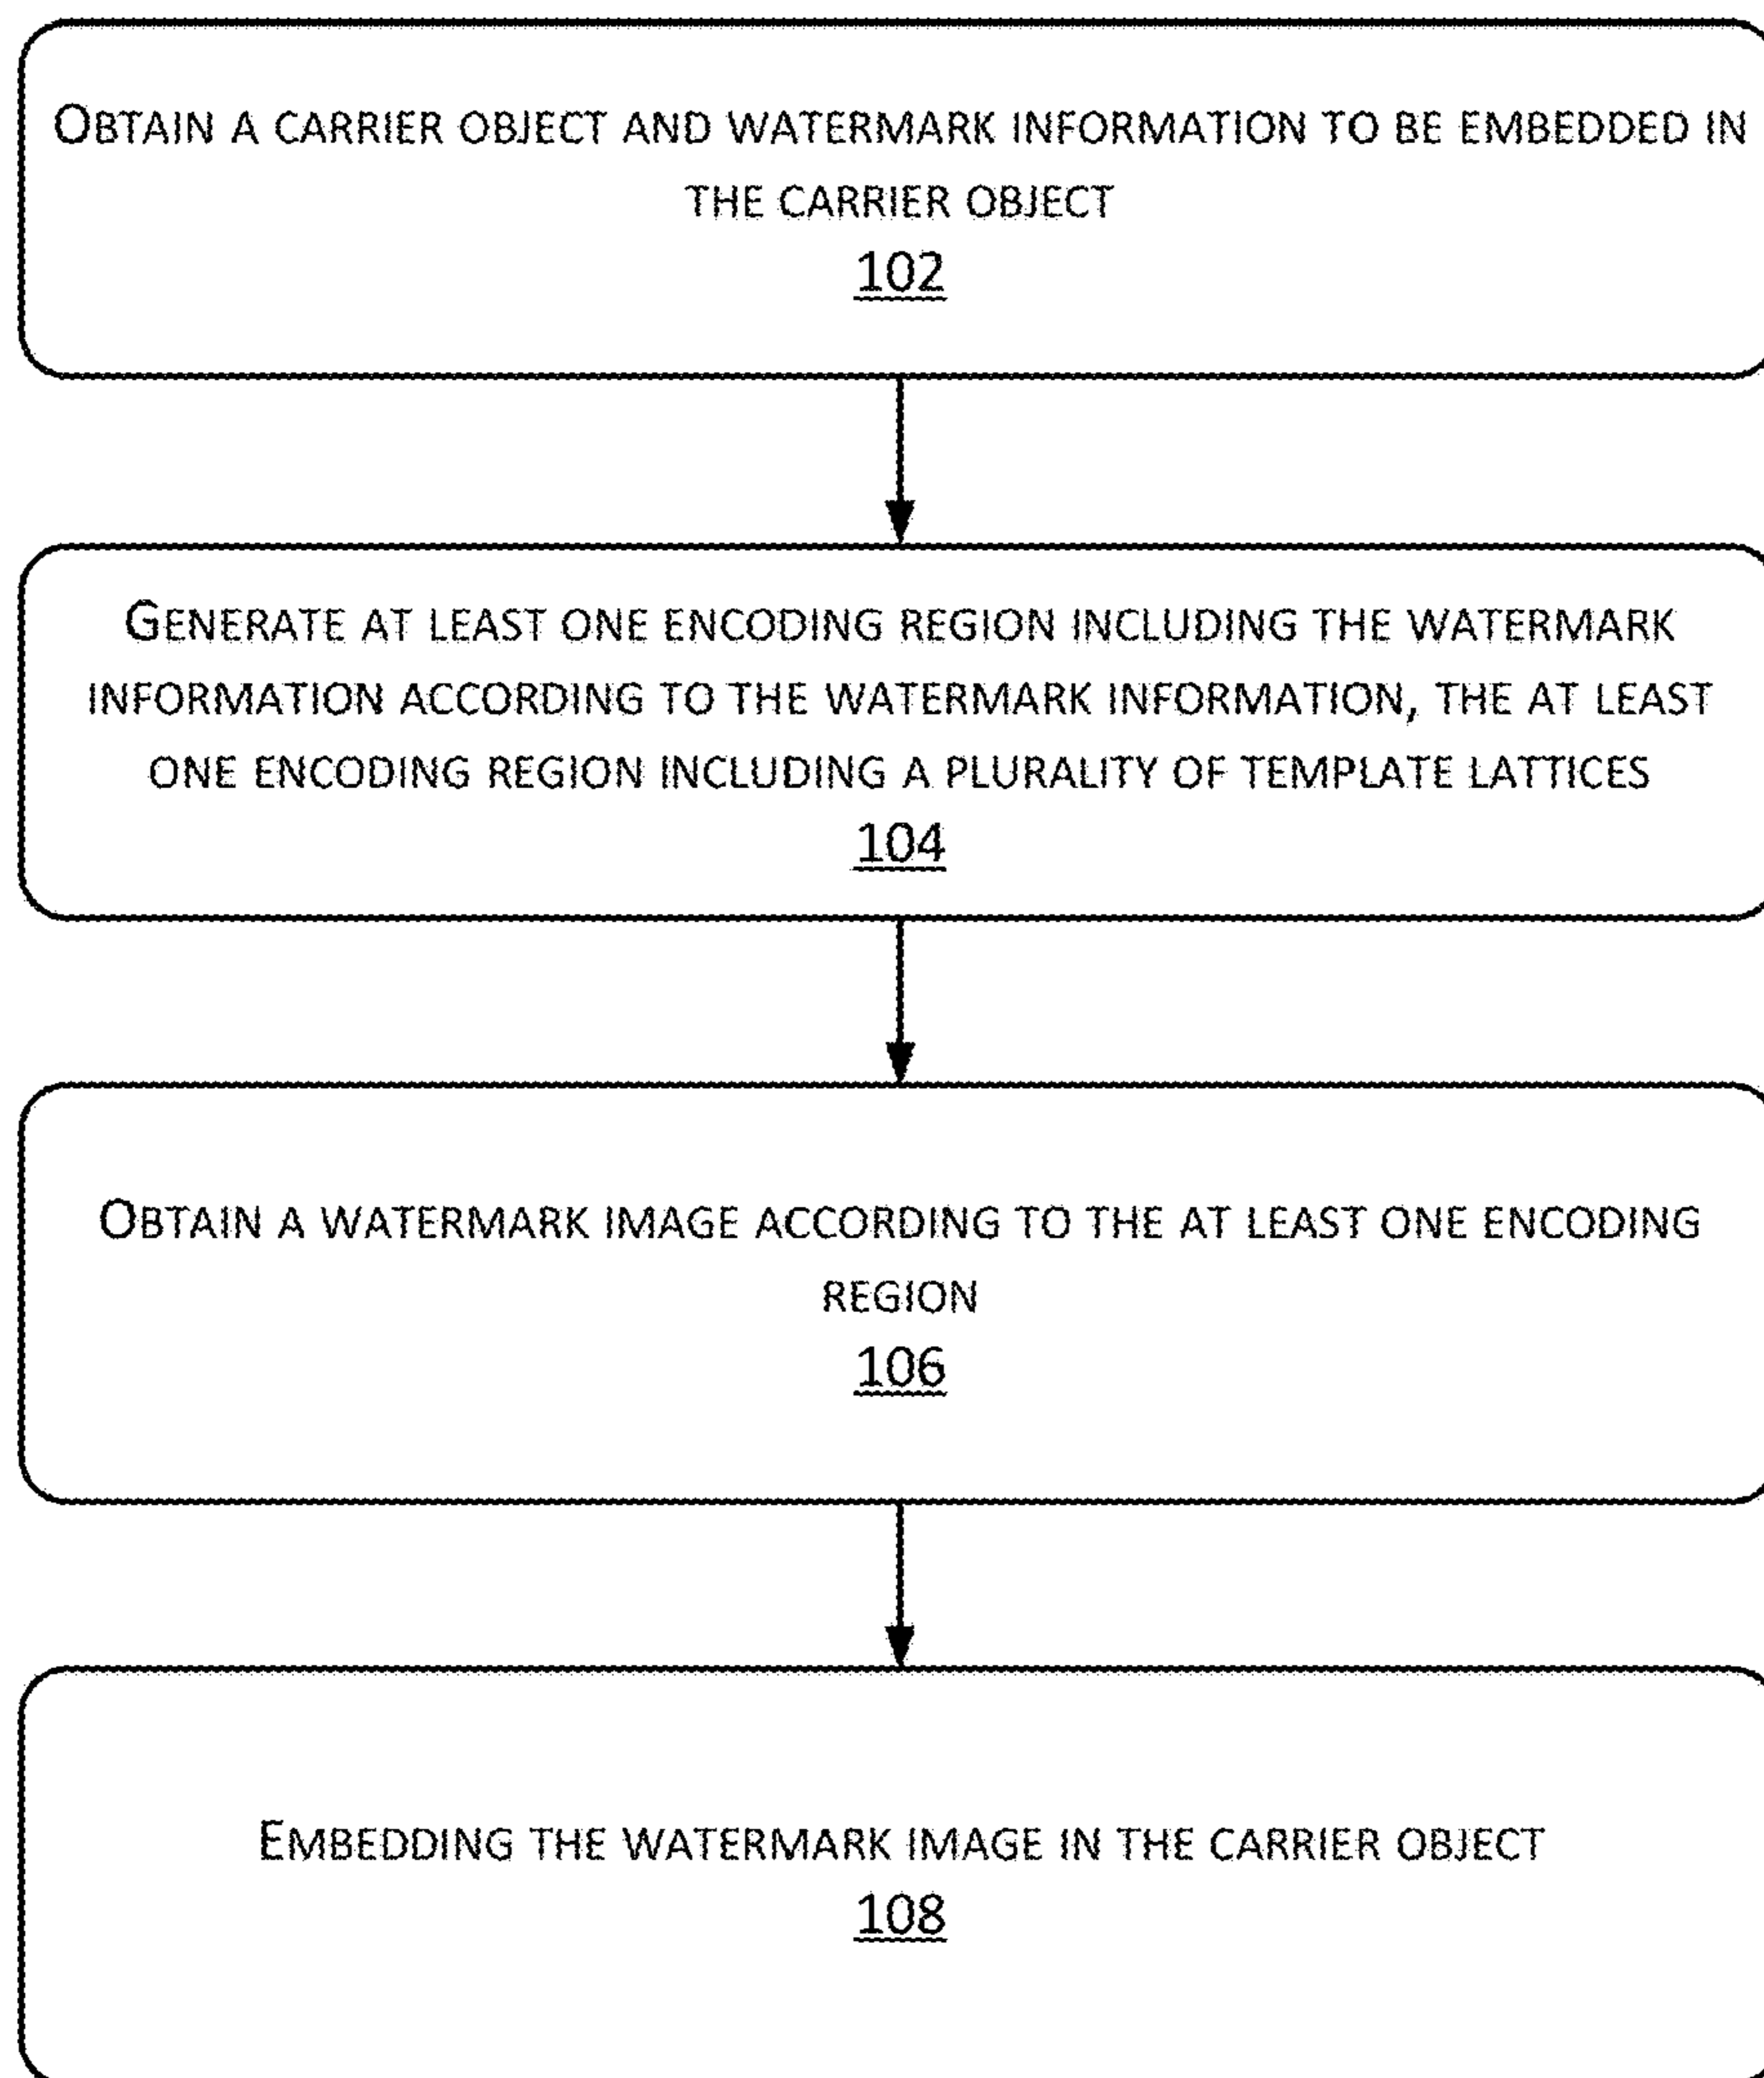 OBTAIN A CARRIER OBJECT AND WATERMARK INFORMATION TO BE EMBEDDED IN
THE CARRIER OBJECT
102
GENERATE AT LEAST ONE ENCODING REGION INCLUDING THE WATERMARK
INFORMATION ACCORDING TO THE WATERMARK INFORMATION, THE AT LEAST
ONE ENCODING REGION INCLUDING A PLURALITY OF TEMPLATE LATTICES
104
OBTAIN A WATERMARK IMAGE ACCORDING TO THE AT LEAST ONE ENCODING
REGION
106
EMBEDDING THE WATERMARK IMAGE IN THE CARRIER OBJECT
108